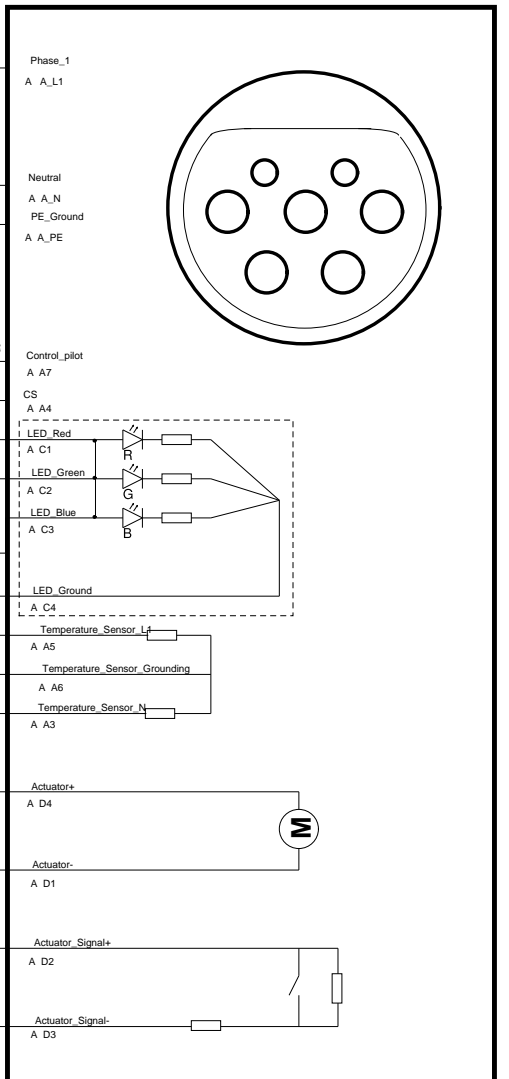 Phase_1
A A_L1
Neutral
A A_N
PE_Ground
A A_PE
Control_pilot
A A7
CS
A A4
LED_Red
A C1
R
LED_Green
A C2
G
LED_Blue
A C3
B
LED_Ground
A C4
Temperature_Sensor_L1
A A5
Temperature_Sensor_Grounding
A A6
Temperature_Sensor_N
A A3
Actuator+
A D4
M
Actuator-
A D1
Actuator_Signal+
A D2
Actuator_Signal-
A D3